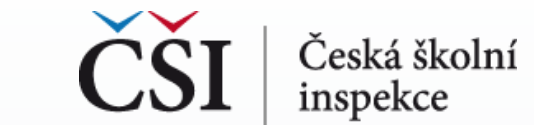 ČŠI
Česká školní
inspekce